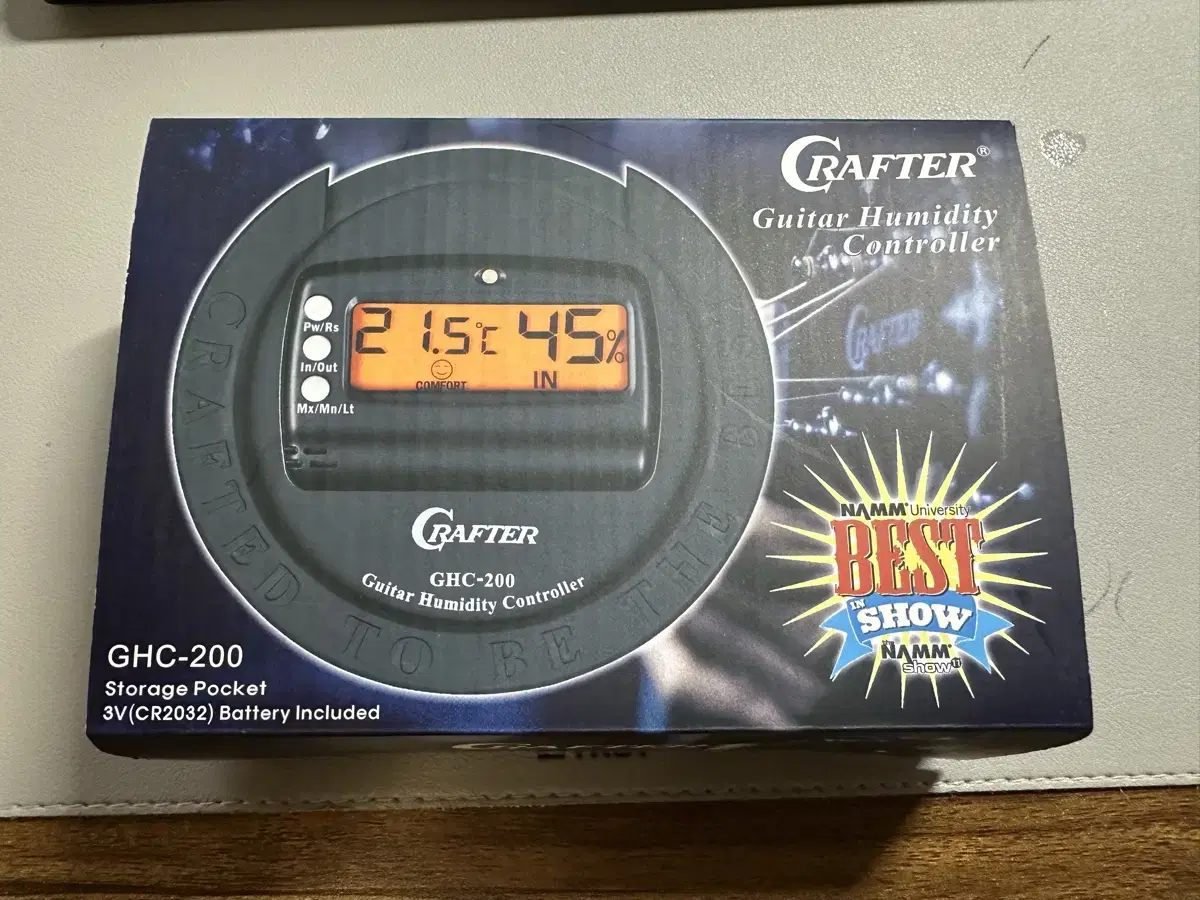 CRAFTER®
Guitar Humidity
Controller
CRAFTED TO BE THE
Pw/Rs
In/Out
Mx/Mn/Lt
21.5℃ 45%
COMFORT IN
CRAFTER
GHC-200
Guitar Humidity Controller
CRAFTER
NAMM University
BEST
IN
SHOW
NAMM
show
GHC-200
Storage Pocket
3V(CR2032) Battery Included